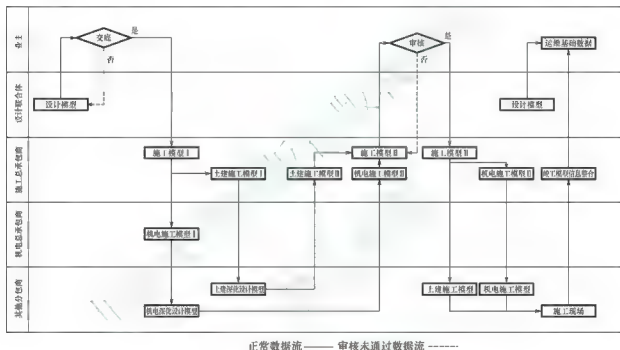 业主
交底
是
否
审核
是
否
运维基础数据
设计联合体
设计模型
设计模型
施工总承包商
施工模型Ⅰ
施工模型Ⅱ
施工模型Ⅲ
土建施工模型Ⅰ
土建施工模型Ⅱ
机电施工模型Ⅱ
机电施工模型Ⅲ
竣工模型信息整合
机电总承包商
机电施工模型Ⅰ
其他分包商
土建深化设计模型
机电深化设计模型
土建施工模型
机电施工模型
施工现场
正常数据流—— 审核未通过数据流 ------